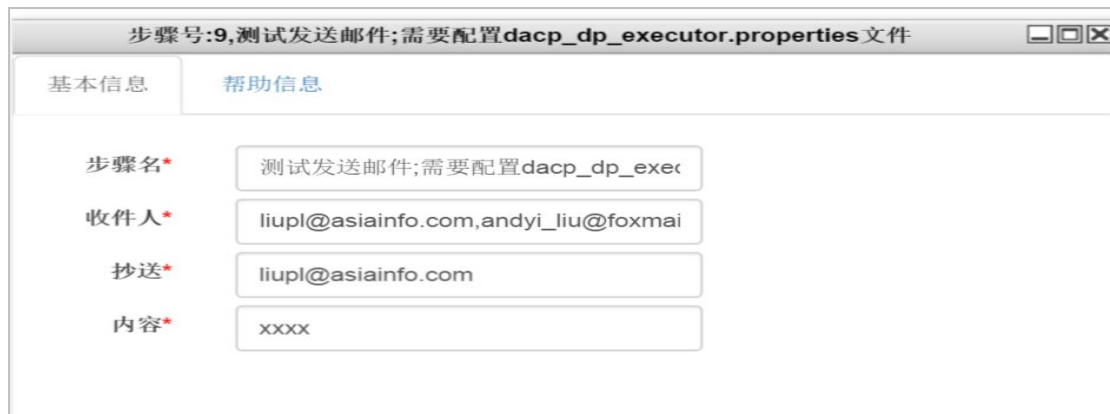 步骤号:9,测试发送邮件;需要配置dacp_dp_executor.properties文件
基本信息 帮助信息
步骤名* 测试发送邮件;需要配置dacp_dp_exec
收件人* liupl@asiainfo.com,andyi_liu@foxmai
抄送* liupl@asiainfo.com
内容* xxxx